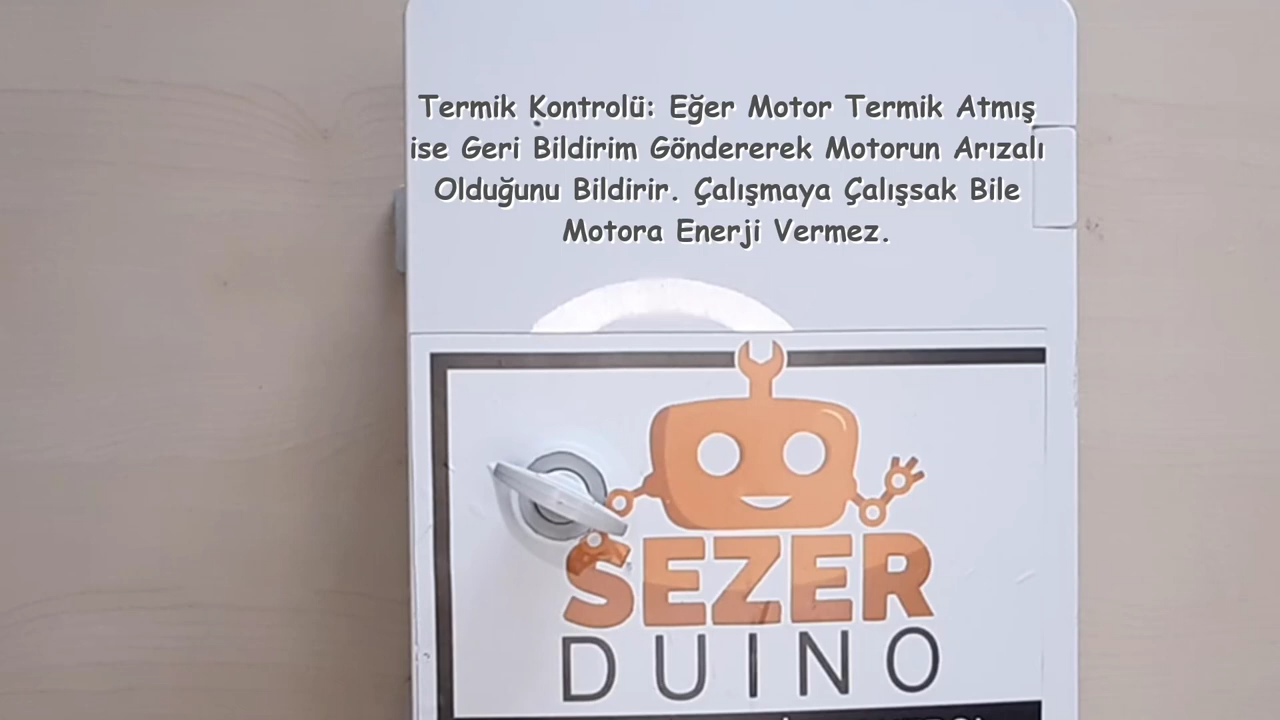 Termik Kontrolü: Eğer Motor Termik Atmış
ise Geri Bildirim Göndererek Motorun Arızalı
Olduğunu Bildirir. Çalışmaya Çalışsak Bile
Motora Enerji Vermez.
SEZER
DUINO